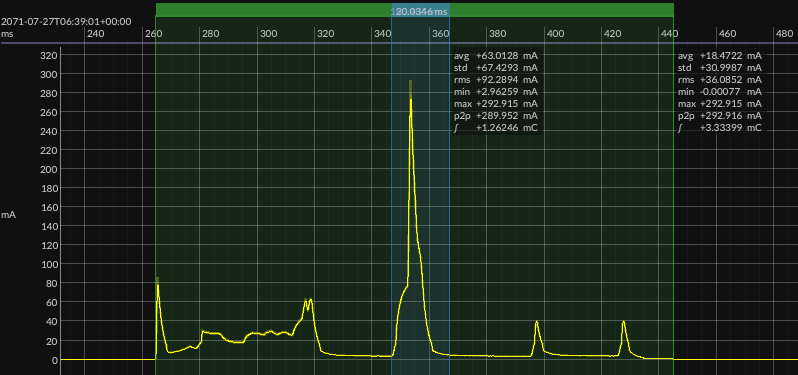 20.0346 ms
2071-07-27T06:39:01+00:00
ms 240 260 280 300 320 340 360 380 400 420 440 460 480
avg +63.0128 mA
std +67.4293 mA
rms +92.2894 mA
min +2.96259 mA
max +292.915 mA
p2p +289.952 mA
∫ +1.26246 mC
avg +18.4722 mA
std +30.9987 mA
rms +36.0852 mA
min -0.00077 mA
max +292.915 mA
p2p +292.916 mA
∫ +3.33399 mC
320
300
280
260
240
220
200
180
160
mA
140
120
100
80
60
40
20
0